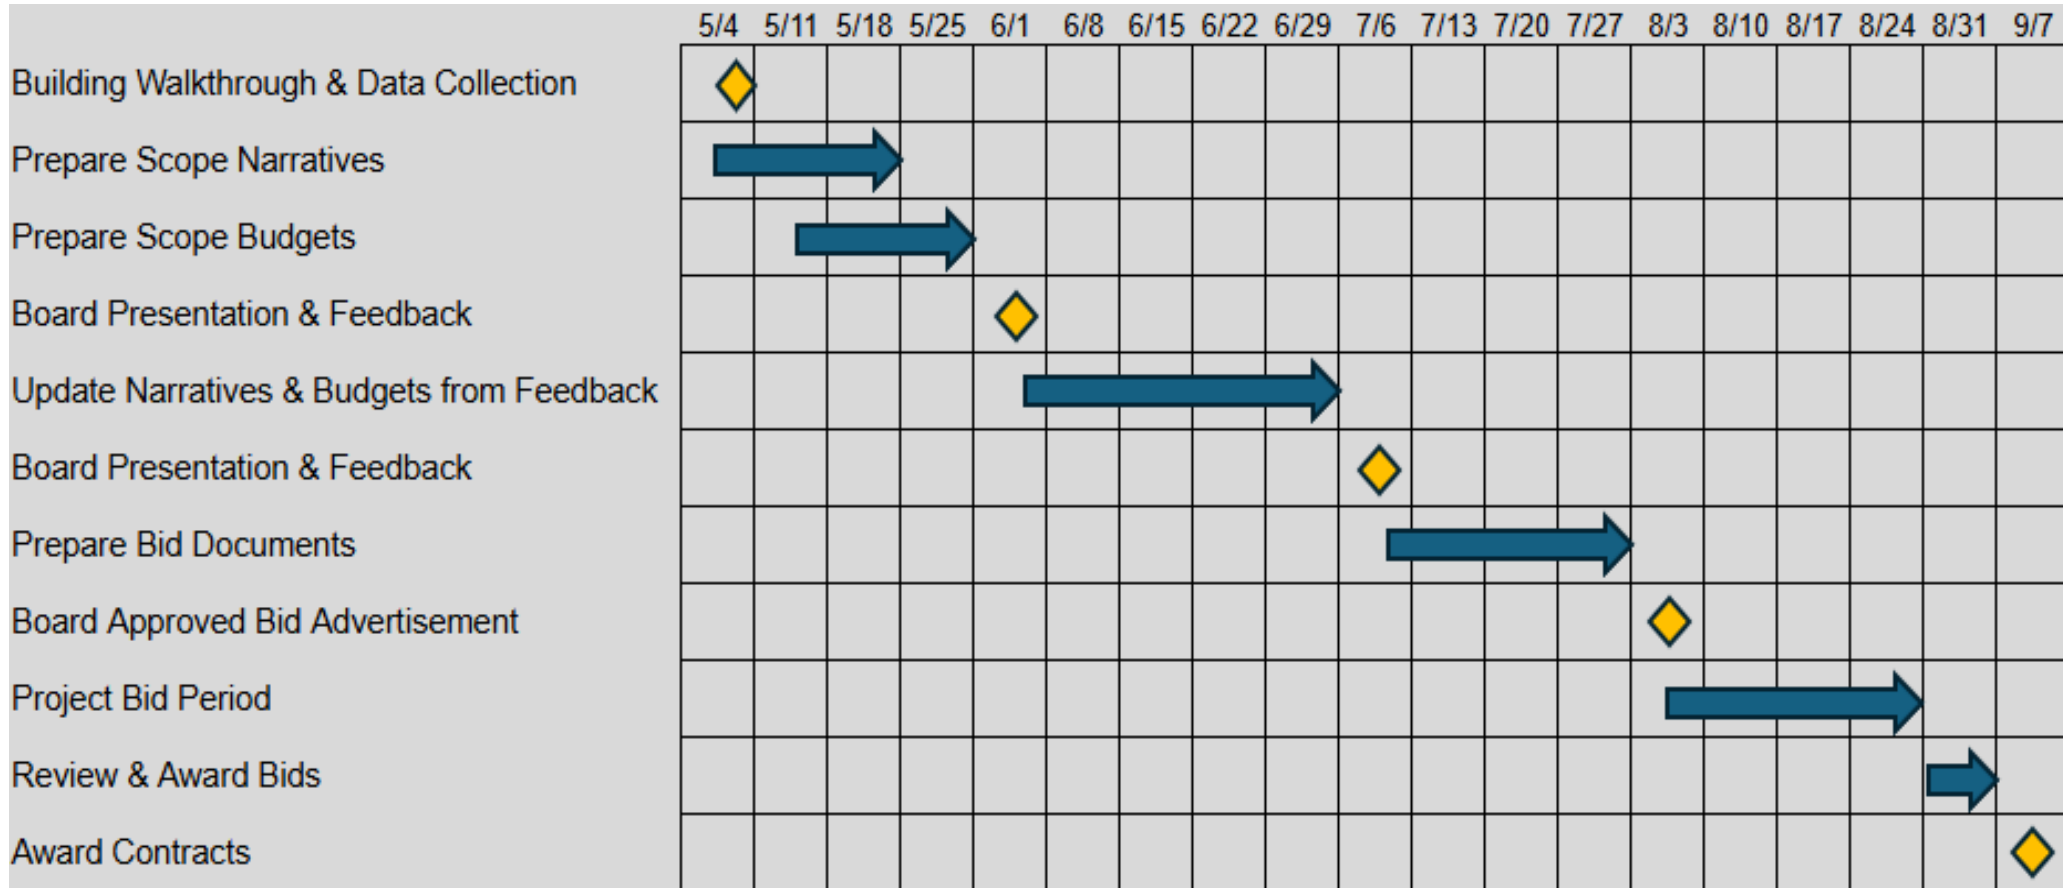 5/4 5/11 5/18 5/25 6/1 6/8 6/15 6/22 6/29 7/6 7/13 7/20 7/27 8/3 8/10 8/17 8/24 8/31 9/7
Building Walkthrough & Data Collection
Prepare Scope Narratives
Prepare Scope Budgets
Board Presentation & Feedback
Update Narratives & Budgets from Feedback
Board Presentation & Feedback
Prepare Bid Documents
Board Approved Bid Advertisement
Project Bid Period
Review & Award Bids
Award Contracts